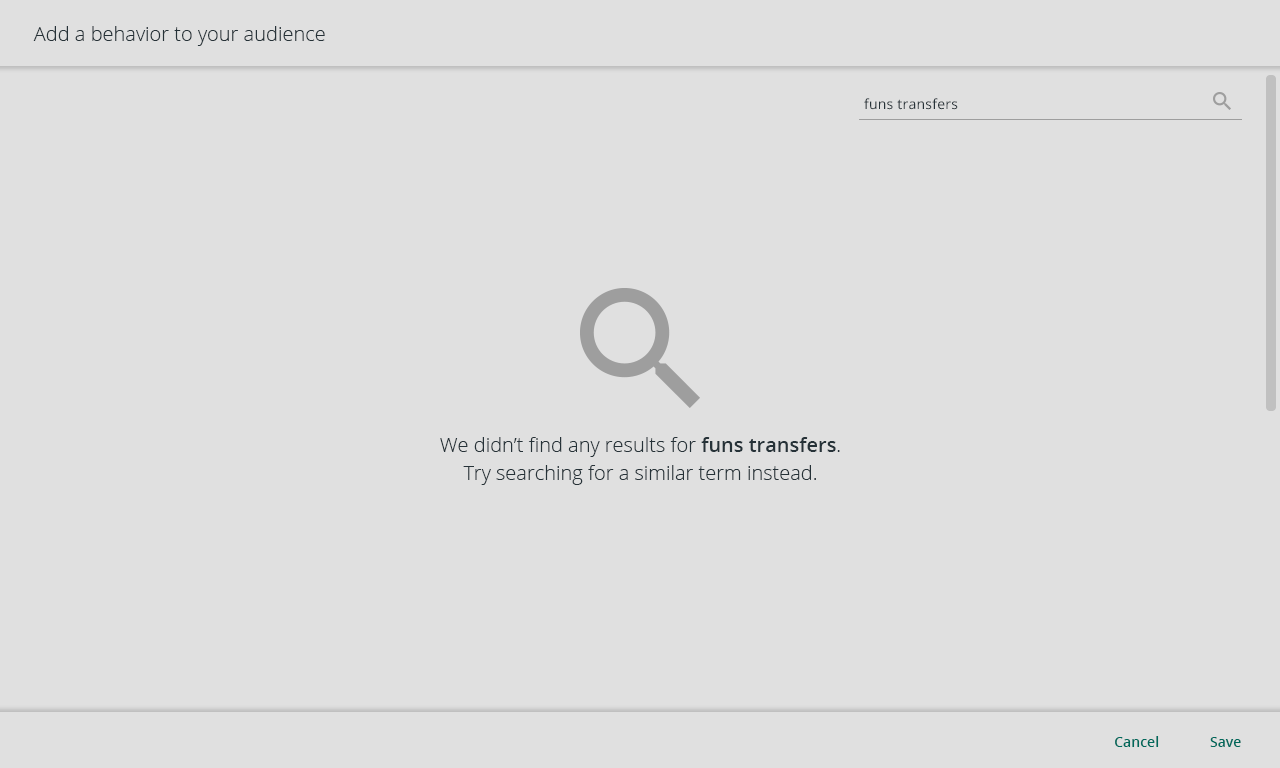 Add a behavior to your audience
funs transfers
We didn’t find any results for funs transfers.
Try searching for a similar term instead.
Cancel Save